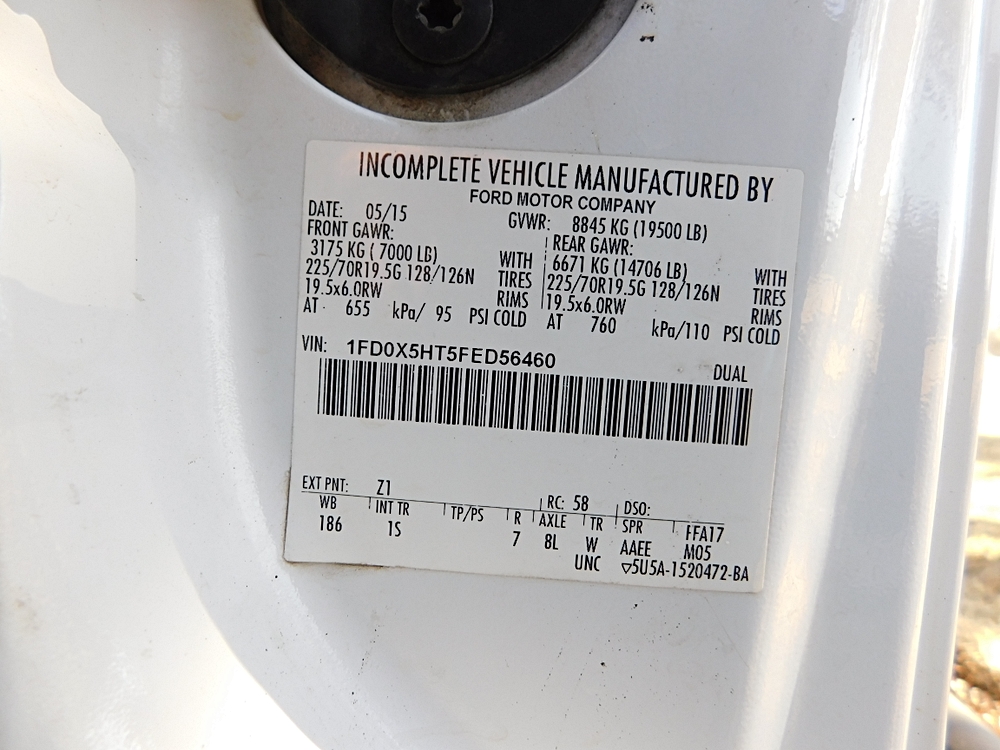 INCOMPLETE VEHICLE MANUFACTURED BY
FORD MOTOR COMPANY
DATE: 05/15 GVWR: 8845 KG (19500 LB)
FRONT GAWR: REAR GAWR:
3175 KG ( 7000 LB) WITH 6671 KG (14706 LB) WITH
225/70R19.5G 128/126N TIRES 225/70R19.5G 128/126N TIRES
19.5x6.0RW RIMS 19.5x6.0RW RIMS
AT 655 kPa/ 95 PSI COLD AT 760 kPa/110 PSI COLD
VIN: 1FD0X5HT5FED56460 DUAL
EXT PNT: Z1 RC: 58 DSO:
WB INT TR TP/PS R AXLE TR SPR FFA17
186 1S 7 8L W AAEE M05
UNC ▽5U5A-1520472-BA